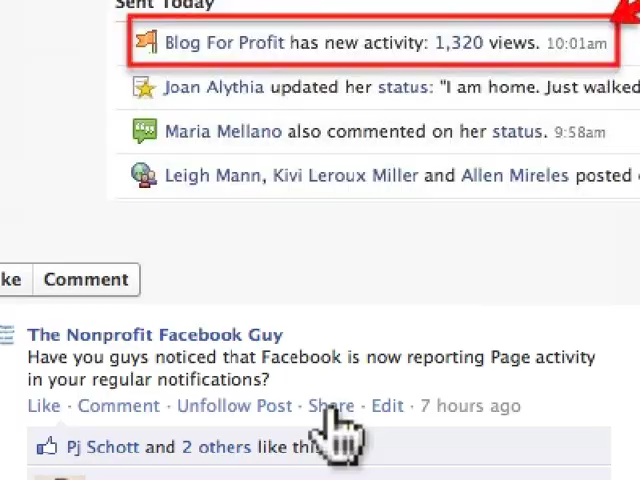 Sent Today
Blog For Profit has new activity: 1,320 views. 10:01am
Joan Alythia updated her status: "I am home. Just walked
Maria Mellano also commented on her status. 9:58am
Leigh Mann, Kivi Leroux Miller and Allen Mireles posted
ke Comment
The Nonprofit Facebook Guy
Have you guys noticed that Facebook is now reporting Page activity
in your regular notifications?
Like · Comment · Unfollow Post · Share · Edit · 7 hours ago
Pj Schott and 2 others like this